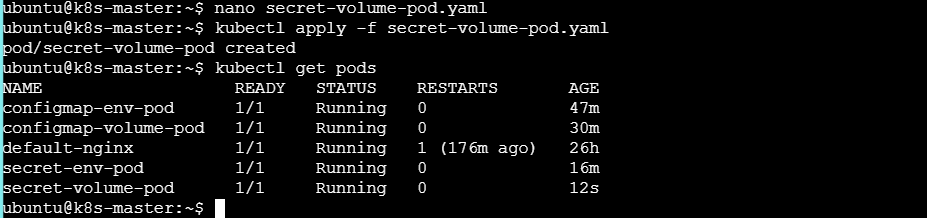 ubuntu@k8s-master:~$ nano secret-volume-pod.yaml
ubuntu@k8s-master:~$ kubectl apply -f secret-volume-pod.yaml
pod/secret-volume-pod created
ubuntu@k8s-master:~$ kubectl get pods
NAME                   READY   STATUS    RESTARTS       AGE
configmap-env-pod      1/1     Running   0              47m
configmap-volume-pod   1/1     Running   0              30m
default-nginx          1/1     Running   1 (176m ago)   26h
secret-env-pod         1/1     Running   0              16m
secret-volume-pod      1/1     Running   0              12s
ubuntu@k8s-master:~$